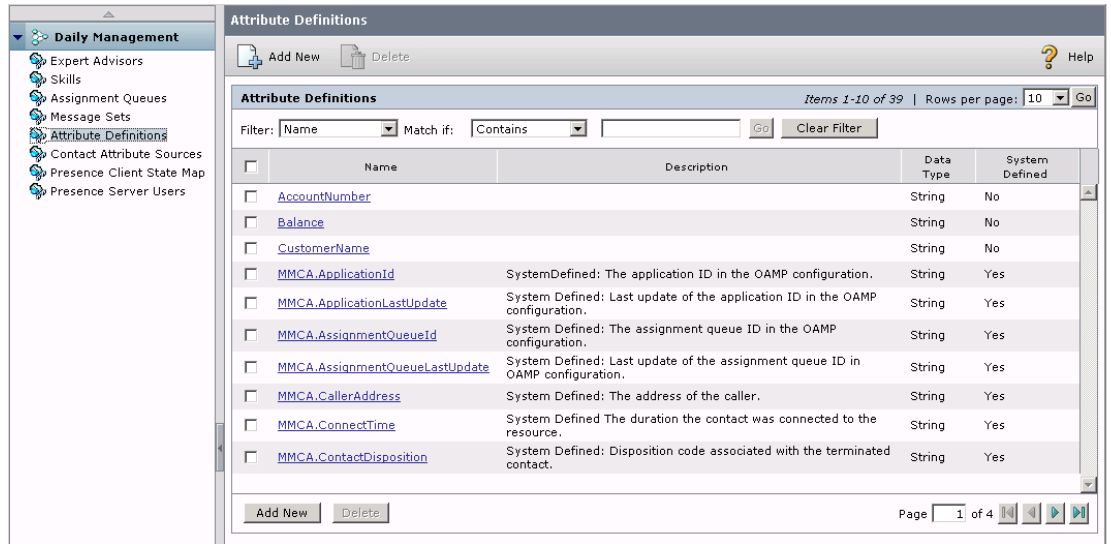 Daily Management
Expert Advisors
Skills
Assignment Queues
Message Sets
Attribute Definitions
Contact Attribute Sources
Presence Client State Map
Presence Server Users
Attribute Definitions
Add New Delete Help
Attribute Definitions Items 1-10 of 39 | Rows per page: 10 Go
Filter: Name Match if: Contains Go Clear Filter
Name Description Data Type System Defined
AccountNumber String No
Balance String No
CustomerName String No
MMCA.ApplicationId SystemDefined: The application ID in the OAMP configuration. String Yes
MMCA.ApplicationLastUpdate System Defined: Last update of the application ID in the OAMP
configuration. String Yes
MMCA.AssignmentQueueId System Defined: The assignment queue ID in the OAMP
configuration. String Yes
MMCA.AssignmentQueueLastUpdate System Defined: Last update of the assignment queue ID in
OAMP configuration. String Yes
MMCA.CallerAddress System Defined: The address of the caller. String Yes
MMCA.ConnectTime System Defined The duration the contact was connected to the
resource. String Yes
MMCA.ContactDisposition System Defined: Disposition code associated with the terminated
contact. String Yes
Add New Delete Page 1 of 4